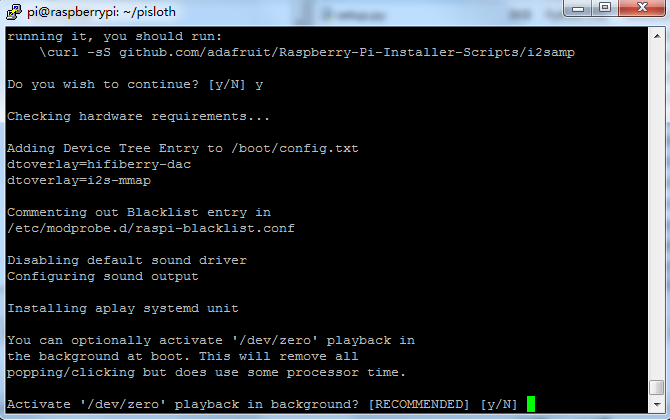 pi@raspberrypi: ~/pisloth
running it, you should run:
\curl -sS github.com/adafruit/Raspberry-Pi-Installer-Scripts/i2samp
Do you wish to continue? [y/N] y
Checking hardware requirements...
Adding Device Tree Entry to /boot/config.txt
dtoverlay=hifiberry-dac
dtoverlay=i2s-mmap
Commenting out Blacklist entry in
/etc/modprobe.d/raspi-blacklist.conf
Disabling default sound driver
Configuring sound output
Installing aplay systemd unit
You can optionally activate '/dev/zero' playback in
the background at boot. This will remove all
popping/clicking but does use some processor time.
Activate '/dev/zero' playback in background? [RECOMMENDED] [y/N]